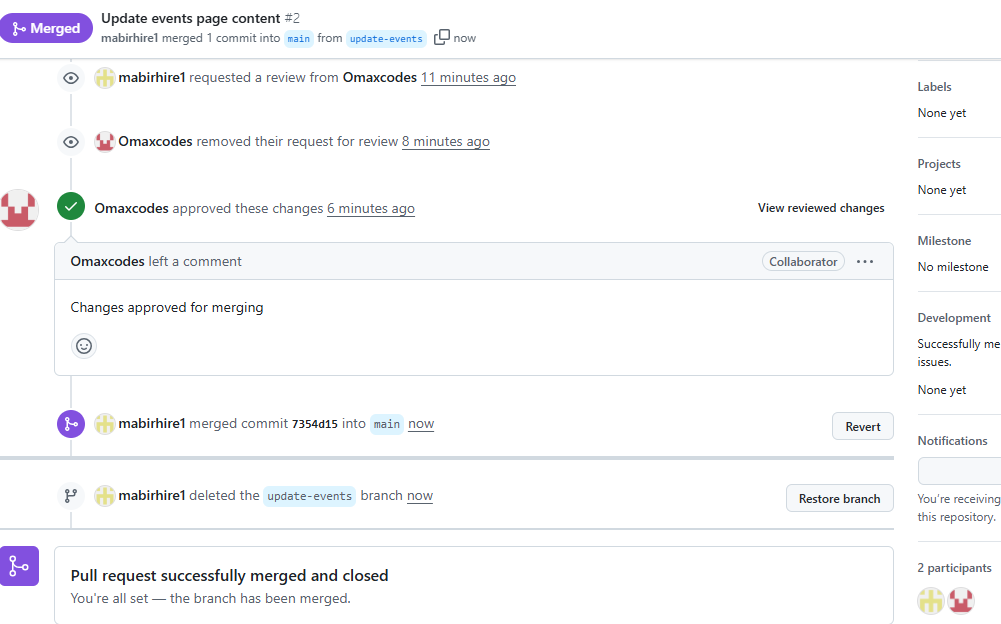 Merged
Update events page content #2
mabirhire1 merged 1 commit into main from update-events now
mabirhire1 requested a review from Omaxcodes 11 minutes ago
Omaxcodes removed their request for review 8 minutes ago
Omaxcodes approved these changes 6 minutes ago
View reviewed changes
Omaxcodes left a comment
Collaborator
Changes approved for merging
mabirhire1 merged commit 7354d15 into main now
Revert
mabirhire1 deleted the update-events branch now
Restore branch
Pull request successfully merged and closed
You're all set — the branch has been merged.
Labels
None yet
Projects
None yet
Milestone
No milestone
Development
Successfully me
issues.
None yet
Notifications
You're receiving
this repository.
2 participants